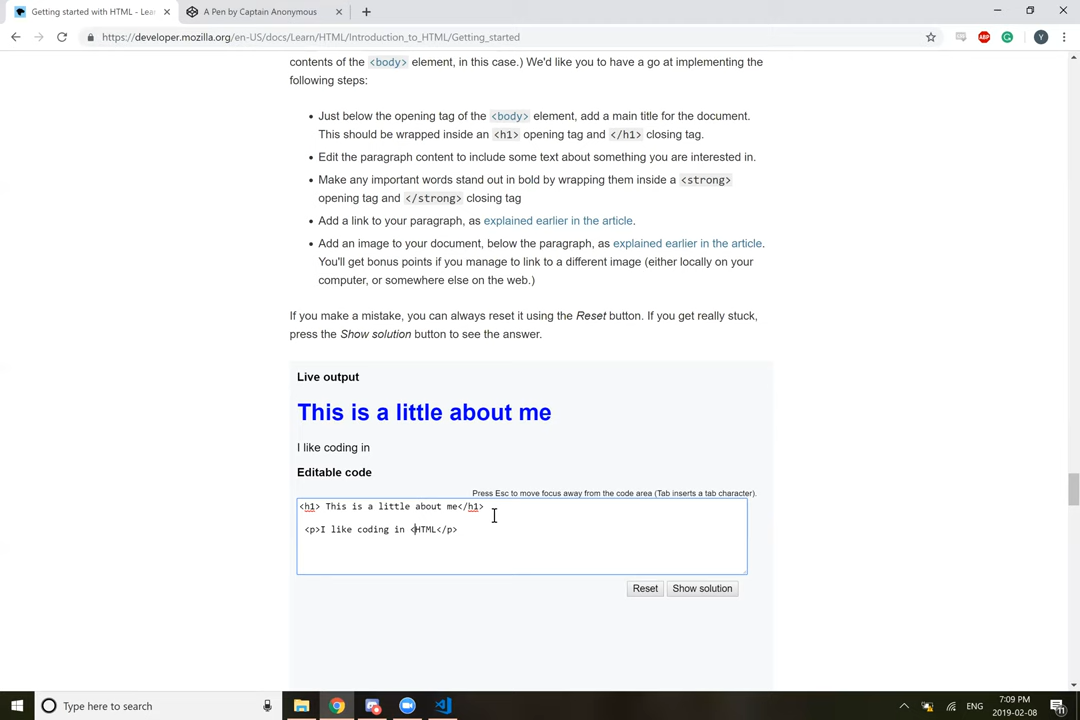 Getting started with HTML - Lea
A Pen by Captain Anonymous
https://developer.mozilla.org/en-US/docs/Learn/HTML/Introduction_to_HTML/Getting_started
ABP
G
Y
contents of the <body> element, in this case.) We'd like you to have a go at implementing the
following steps:
• Just below the opening tag of the <body> element, add a main title for the document.
This should be wrapped inside an <h1> opening tag and </h1> closing tag.
• Edit the paragraph content to include some text about something you are interested in.
• Make any important words stand out in bold by wrapping them inside a <strong>
opening tag and </strong> closing tag
• Add a link to your paragraph, as explained earlier in the article.
• Add an image to your document, below the paragraph, as explained earlier in the article.
You'll get bonus points if you manage to link to a different image (either locally on your
computer, or somewhere else on the web.)
If you make a mistake, you can always reset it using the Reset button. If you get really stuck,
press the Show solution button to see the answer.
Live output
This is a little about me
I like coding in
Editable code
Press Esc to move focus away from the code area (Tab inserts a tab character).
<h1> This is a little about me</h1>
<p>I like coding in <HTML</p>
Reset Show solution
Type here to search
ENG
7:09 PM
2019-02-08